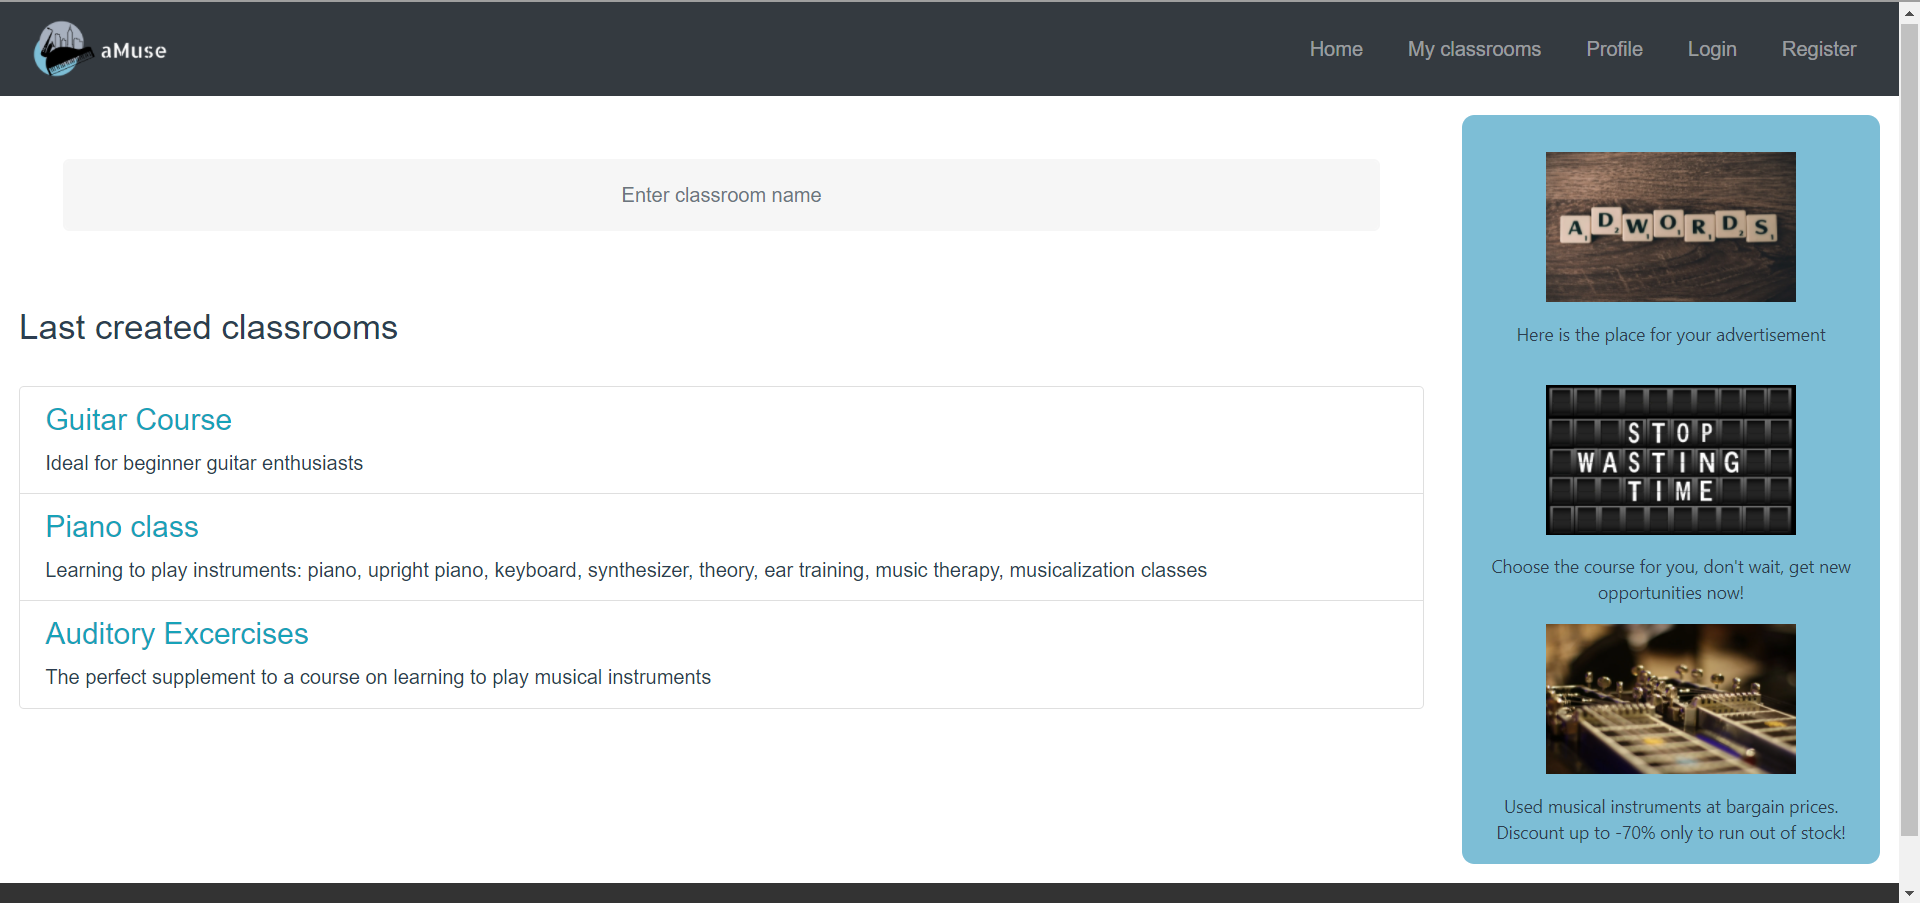 aMuse
Home
My classrooms
Profile
Login
Register
Enter classroom name
Last created classrooms
Guitar Course
Ideal for beginner guitar enthusiasts
Piano class
Learning to play instruments: piano, upright piano, keyboard, synthesizer, theory, ear training, music therapy, musicalization classes
Auditory Excercises
The perfect supplement to a course on learning to play musical instruments
ADWORDS
Here is the place for your advertisement
STOP
WASTING
TIME
Choose the course for you, don't wait, get new
opportunities now!
Used musical instruments at bargain prices.
Discount up to -70% only to run out of stock!